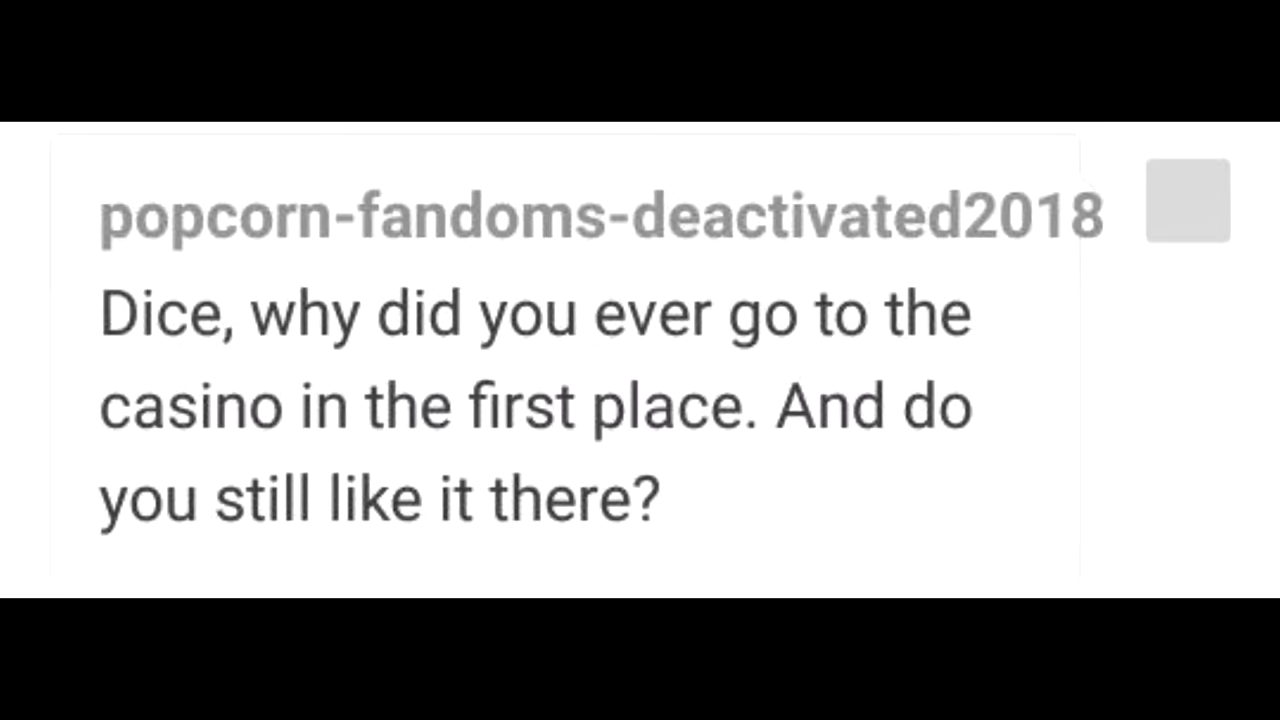 popcorn-fandoms-deactivated2018
Dice, why did you ever go to the
casino in the first place. And do
you still like it there?